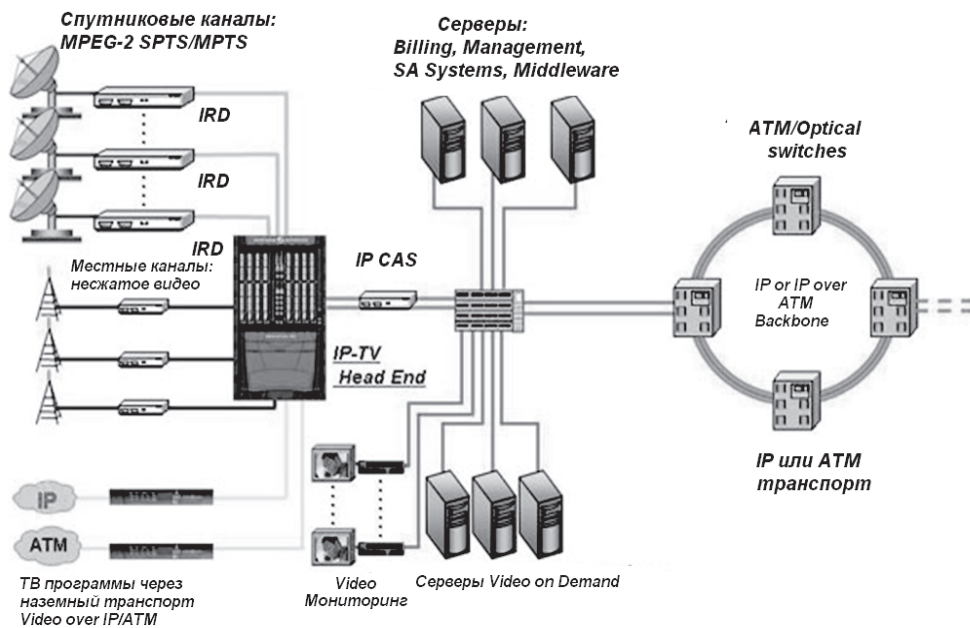 Спутниковые каналы:
MPEG-2 SPTS/MPTS
Серверы:
Billing, Management,
SA Systems, Middleware
IRD
IRD
IRD
ATM/Optical
switches
Местные каналы:
несжатое видео
IP CAS
IP or IP over
ATM
Backbone
IP-TV
Head End
IP или ATM
транспорт
IP
ATM
ТВ программы через
наземный транспорт
Video over IP/ATM
Video
Мониторинг
Серверы Video on Demand